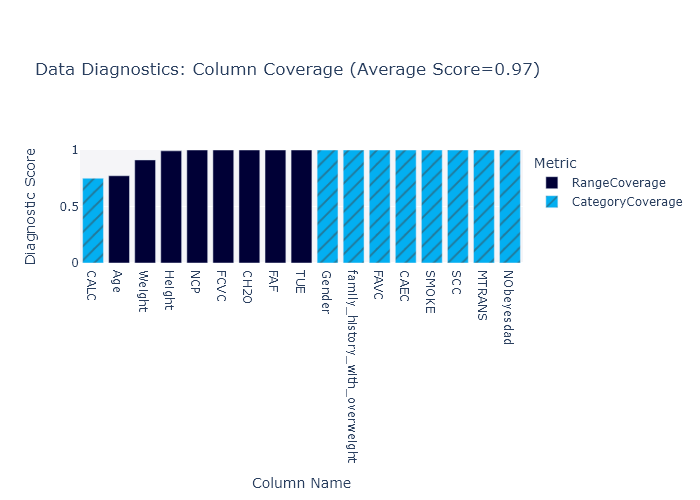 Data Diagnostics: Column Coverage (Average Score=0.97)
Diagnostic Score
1
0.5
0
CALC
Age
Weight
Height
NCP
FCVC
CH2O
FAF
TUE
Gender
family_history_with_overweight
FAVC
CAEC
SMOKE
SCC
MTRANS
NObeyesdad
Column Name
Metric
RangeCoverage
CategoryCoverage